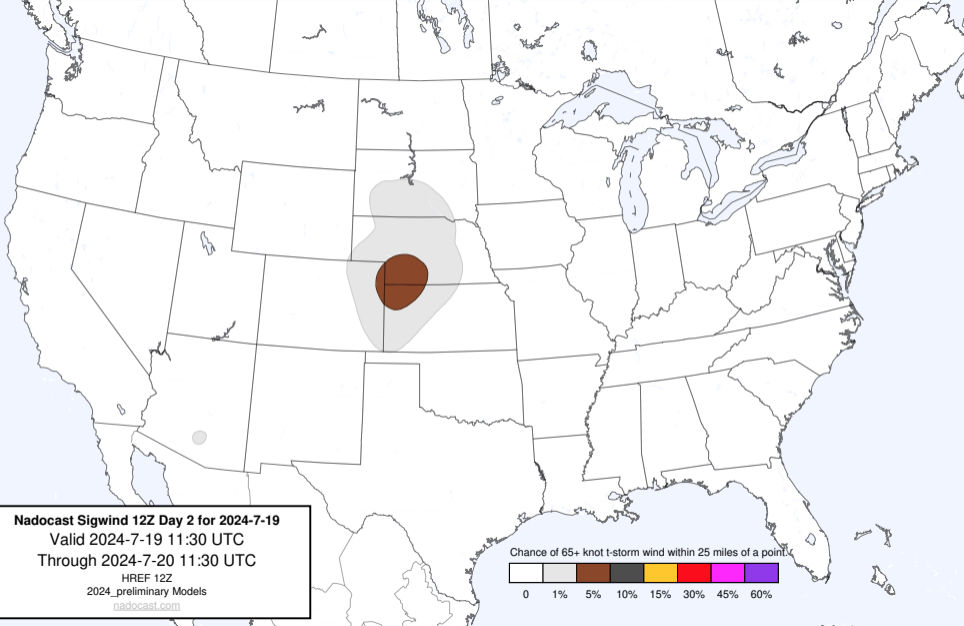 Nadocast Sigwind 12Z Day 2 for 2024-7-19
Valid 2024-7-19 11:30 UTC
Through 2024-7-20 11:30 UTC
HREF 12Z
2024_preliminary Models
nadocast.com
Chance of 65+ knot t-storm wind within 25 miles of a point.
0 1% 5% 10% 15% 30% 45% 60%